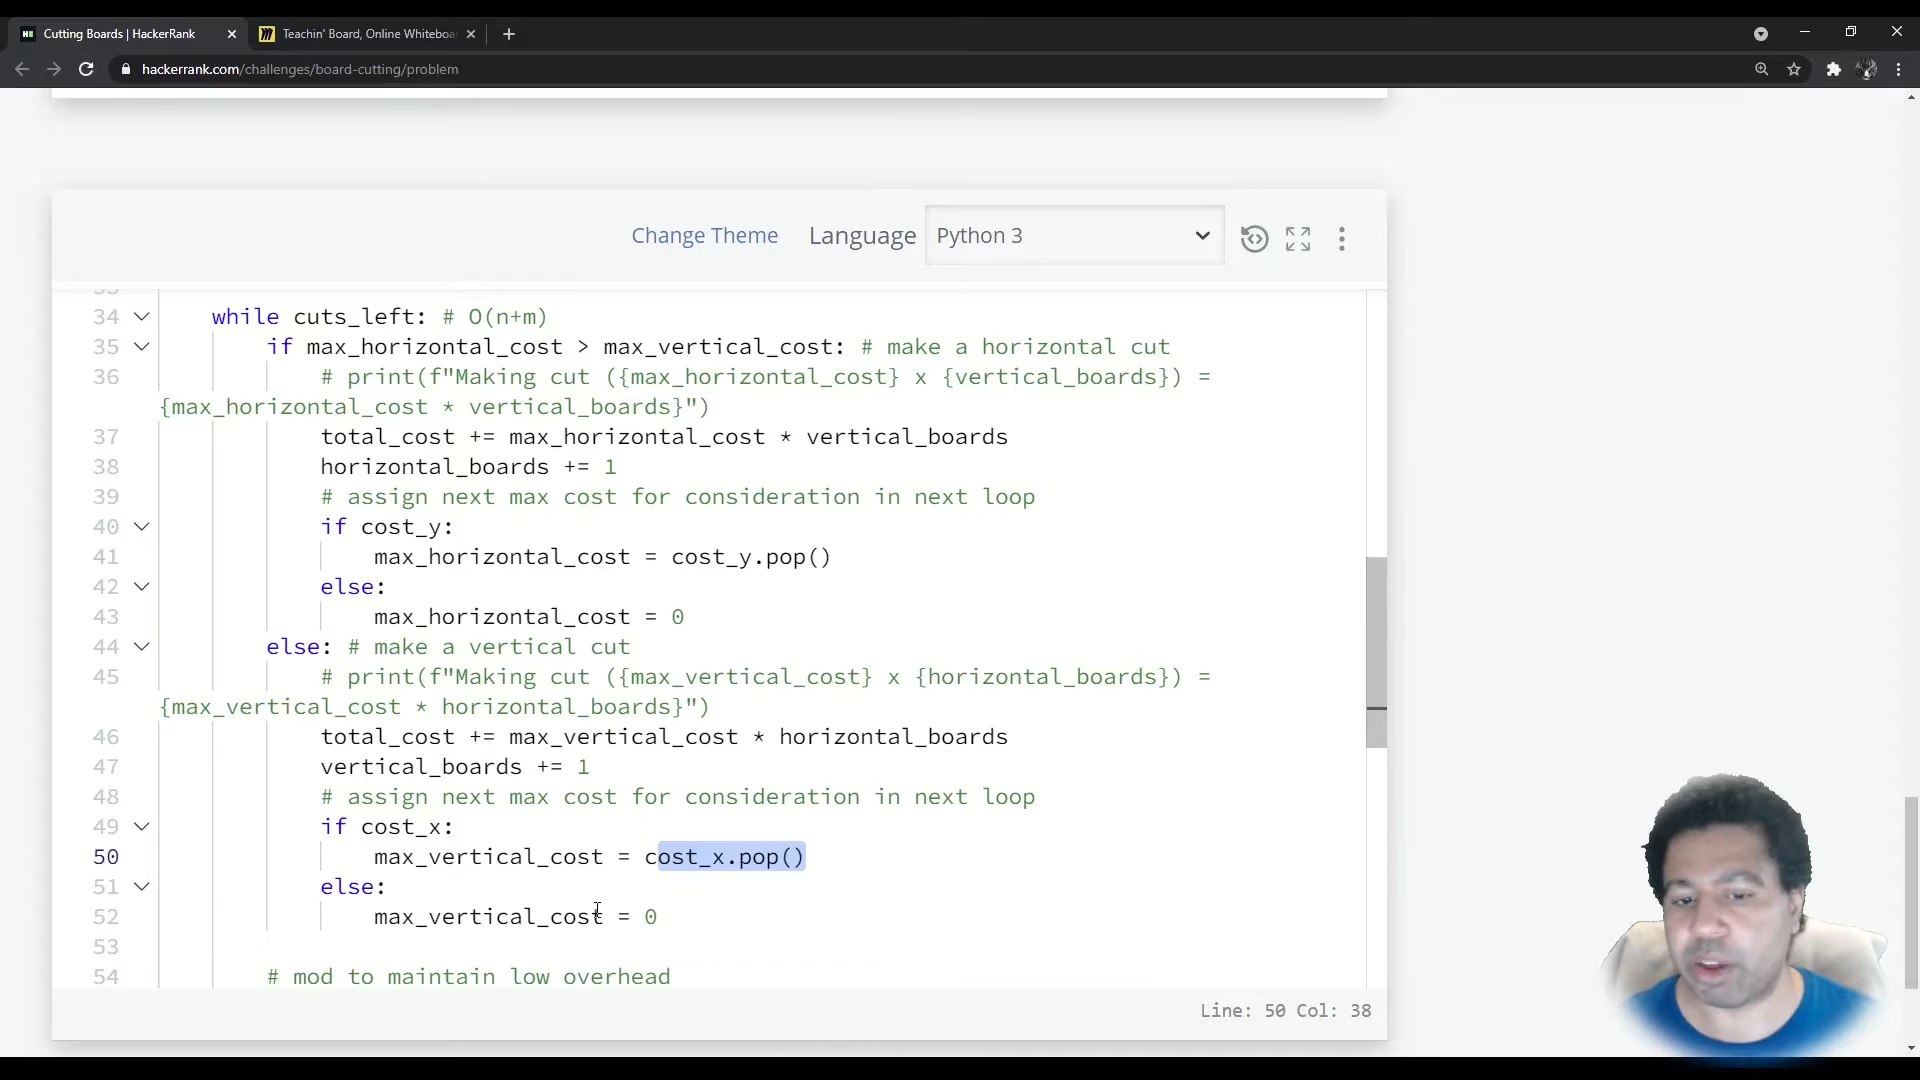 Cutting Boards | HackerRank
Teachin' Board, Online Whiteboa
hackerrank.com/challenges/board-cutting/problem
Change Theme Language Python 3
33
34 while cuts_left: # O(n+m)
35 if max_horizontal_cost > max_vertical_cost: # make a horizontal cut
36 # print(f"Making cut ({max_horizontal_cost} x {vertical_boards}) =
{max_horizontal_cost * vertical_boards}")
37 total_cost += max_horizontal_cost * vertical_boards
38 horizontal_boards += 1
39 # assign next max cost for consideration in next loop
40 if cost_y:
41 max_horizontal_cost = cost_y.pop()
42 else:
43 max_horizontal_cost = 0
44 else: # make a vertical cut
45 # print(f"Making cut ({max_vertical_cost} x {horizontal_boards}) =
{max_vertical_cost * horizontal_boards}")
46 total_cost += max_vertical_cost * horizontal_boards
47 vertical_boards += 1
48 # assign next max cost for consideration in next loop
49 if cost_x:
50 max_vertical_cost = cost_x.pop()
51 else:
52 max_vertical_cost = 0
53
54 # mod to maintain low overhead
Line: 50 Col: 38